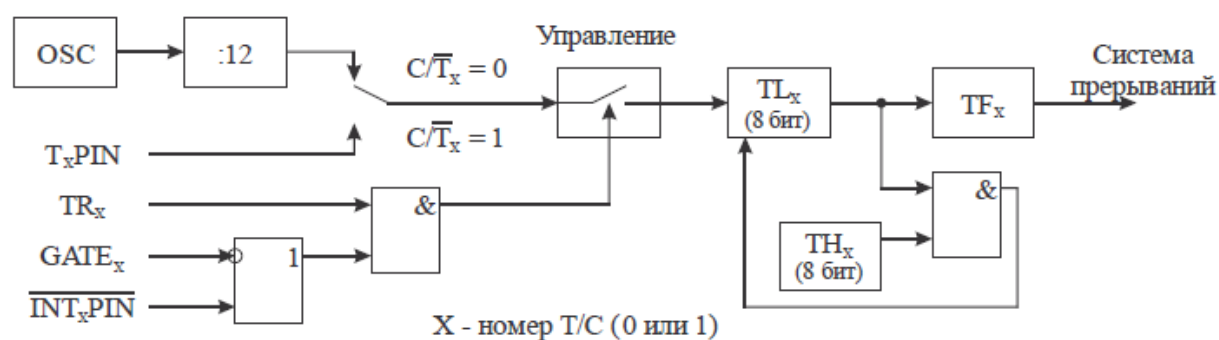 OSC
:12
C/T̅ₓ = 0
Управление
TLₓ
(8 бит)
TFₓ
Система
прерываний
C/T̅ₓ = 1
TₓPIN
TRₓ
&
&
GATEₓ
1
THₓ
(8 бит)
I̅N̅T̅ₓP̅I̅N̅
X - номер T/C (0 или 1)